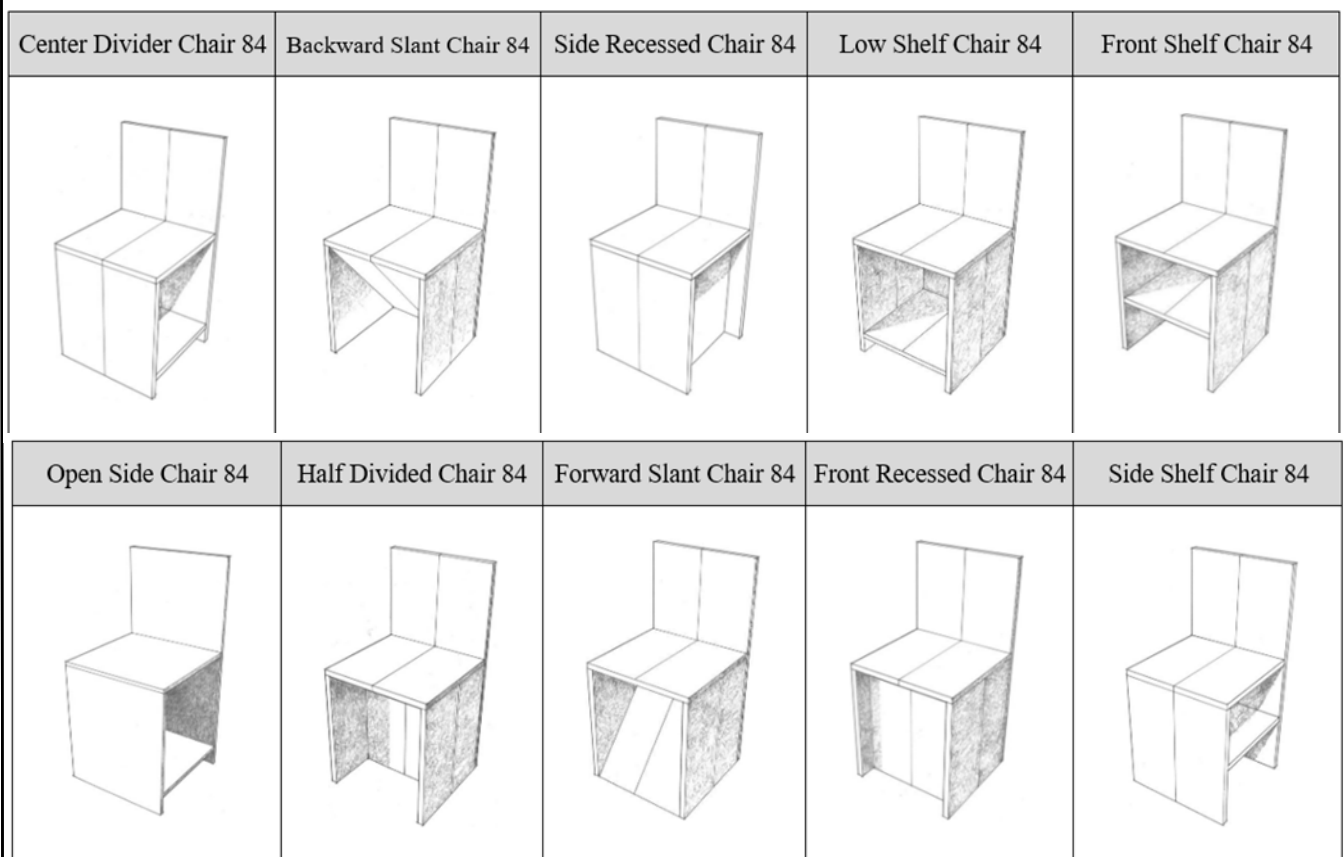 Center Divider Chair 84
Backward Slant Chair 84
Side Recessed Chair 84
Low Shelf Chair 84
Front Shelf Chair 84
Open Side Chair 84
Half Divided Chair 84
Forward Slant Chair 84
Front Recessed Chair 84
Side Shelf Chair 84